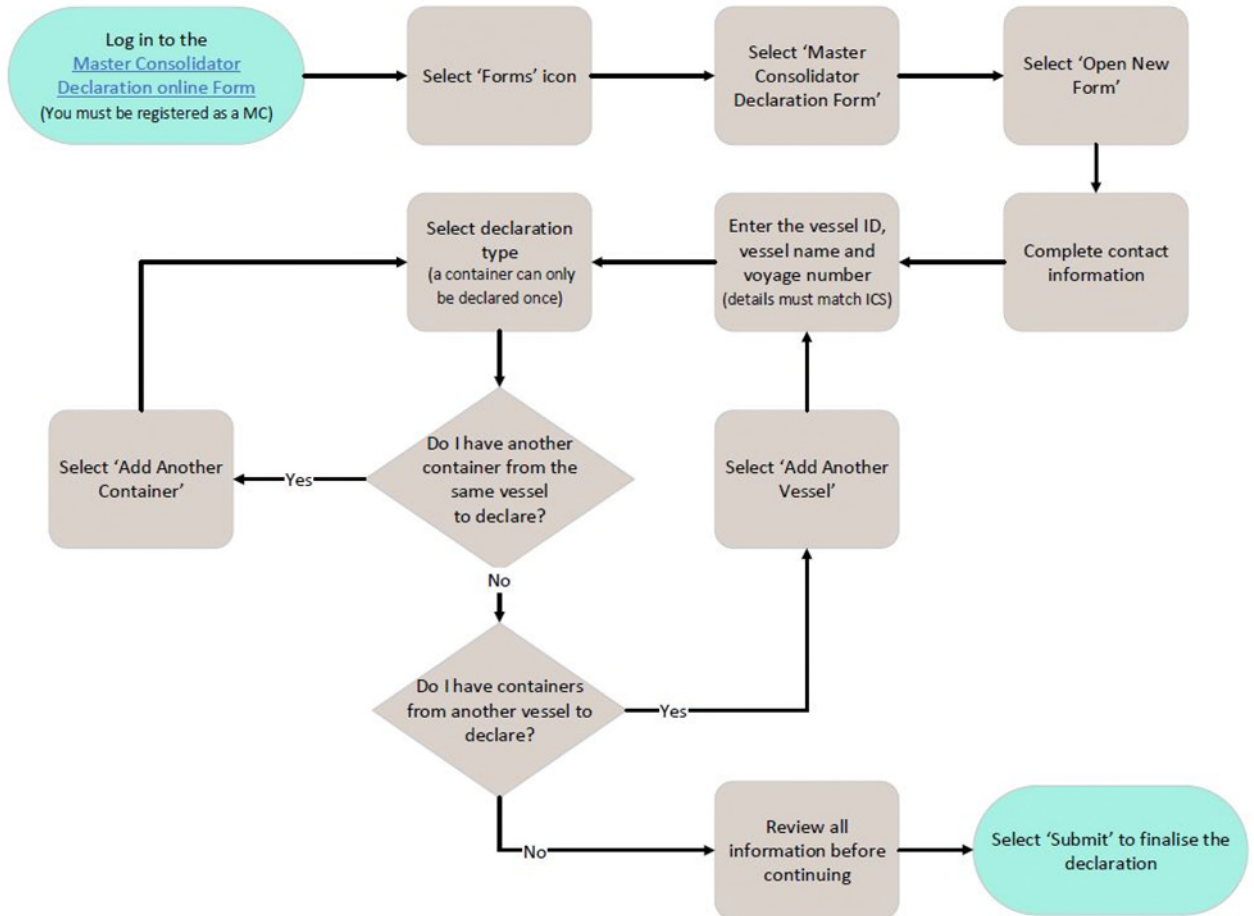 Log in to the
Master Consolidator
Declaration online Form
(You must be registered as a MC)
Select ‘Forms’ icon
Select ‘Master
Consolidator
Declaration Form’
Select ‘Open New
Form’
Complete contact
information
Enter the vessel ID,
vessel name and
voyage number
(details must match ICS)
Select declaration
type
(a container can only
be declared once)
Do I have another
container from the
same vessel
to declare?
Yes
Select ‘Add Another
Container’
No
Do I have containers
from another vessel to
declare?
Yes
Select ‘Add Another
Vessel’
No
Review all
information before
continuing
Select ‘Submit’ to finalise the
declaration